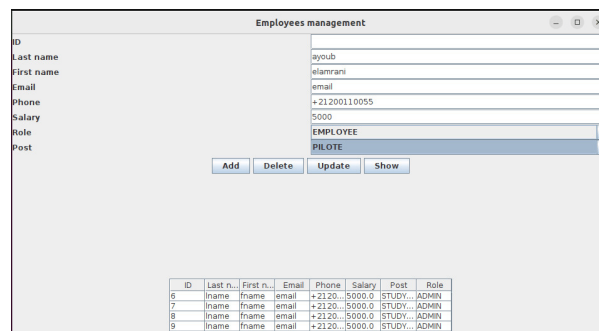 Employees management
ID
Last name ayoub
First name elamrani
Email email
Phone +21200110055
Salary 5000
Role EMPLOYEE
Post PILOTE
Add Delete Update Show
ID Last n... First n... Email Phone Salary Post Role
6 lname fname email +2120... 5000.0 STUDY... ADMIN
7 lname fname email +2120... 5000.0 STUDY... ADMIN
8 lname fname email +2120... 5000.0 STUDY... ADMIN
9 lname fname email +2120... 5000.0 STUDY... ADMIN